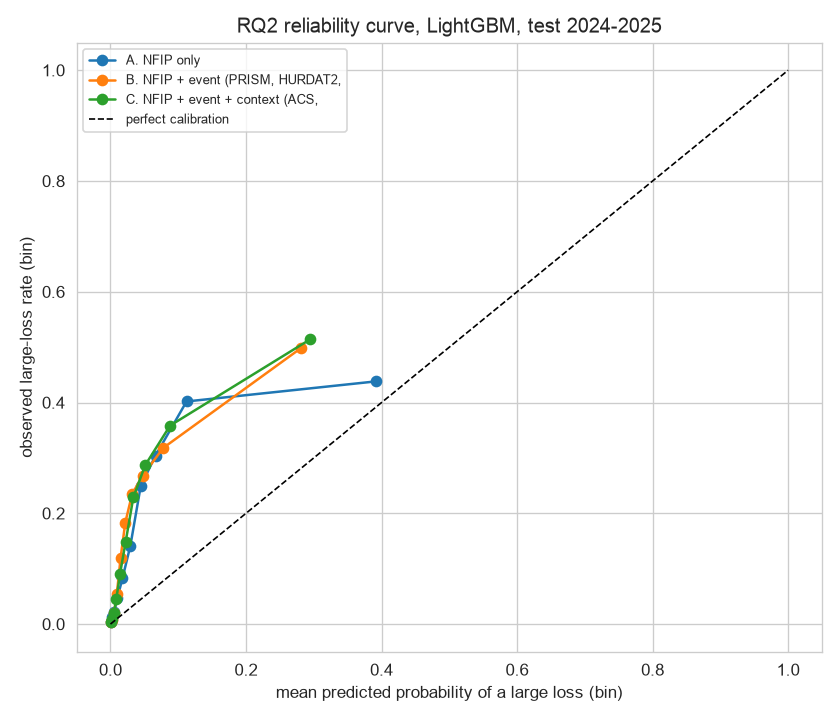 RQ2 reliability curve, LightGBM, test 2024-2025
A. NFIP only
B. NFIP + event (PRISM, HURDAT2,
C. NFIP + event + context (ACS,
perfect calibration
observed large-loss rate (bin)
1.0
0.8
0.6
0.4
0.2
0.0
0.0 0.2 0.4 0.6 0.8 1.0
mean predicted probability of a large loss (bin)